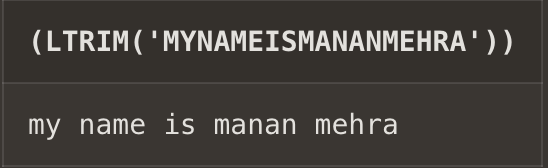 (LTRIM('MYNAMEISMANANMEHRA'))
my name is manan mehra